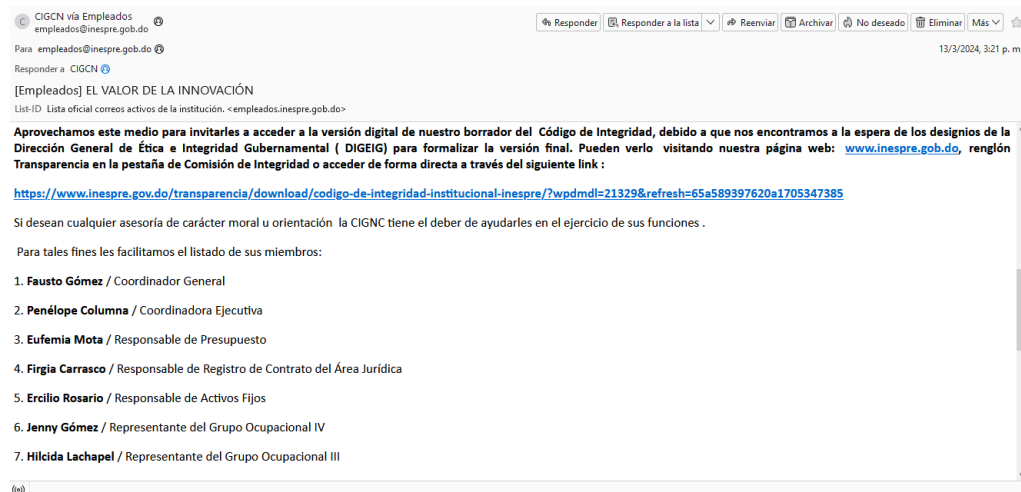 C
CIGCN vía Empleados
empleados@inespre.gob.do
Responder Responder a la lista Reenviar Archivar No deseado Eliminar Más
Para empleados@inespre.gob.do
13/3/2024, 3:21 p. m
Responder a CIGCN
[Empleados] EL VALOR DE LA INNOVACIÓN
List-ID Lista oficial correos activos de la institución. <empleados.inespre.gob.do>
Aprovechamos este medio para invitarles a acceder a la versión digital de nuestro borrador del Código de Integridad, debido a que nos encontramos a la espera de los designios de la
Dirección General de Ética e Integridad Gubernamental ( DIGEIG) para formalizar la versión final. Pueden verlo visitando nuestra página web: www.inespre.gob.do, renglón
Transparencia en la pestaña de Comisión de Integridad o acceder de forma directa a través del siguiente link :
https://www.inespre.gov.do/transparencia/download/codigo-de-integridad-institucional-inespre/?wpdmdl=21329&refresh=65a589397620a1705347385
Si desean cualquier asesoría de carácter moral u orientación la CIGNC tiene el deber de ayudarles en el ejercicio de sus funciones .
Para tales fines les facilitamos el listado de sus miembros:
1. Fausto Gómez / Coordinador General
2. Penélope Columna / Coordinadora Ejecutiva
3. Eufemia Mota / Responsable de Presupuesto
4. Firgia Carrasco / Responsable de Registro de Contrato del Área Jurídica
5. Ercilio Rosario / Responsable de Activos Fijos
6. Jenny Gómez / Representante del Grupo Ocupacional IV
7. Hilcida Lachapel / Representante del Grupo Ocupacional III